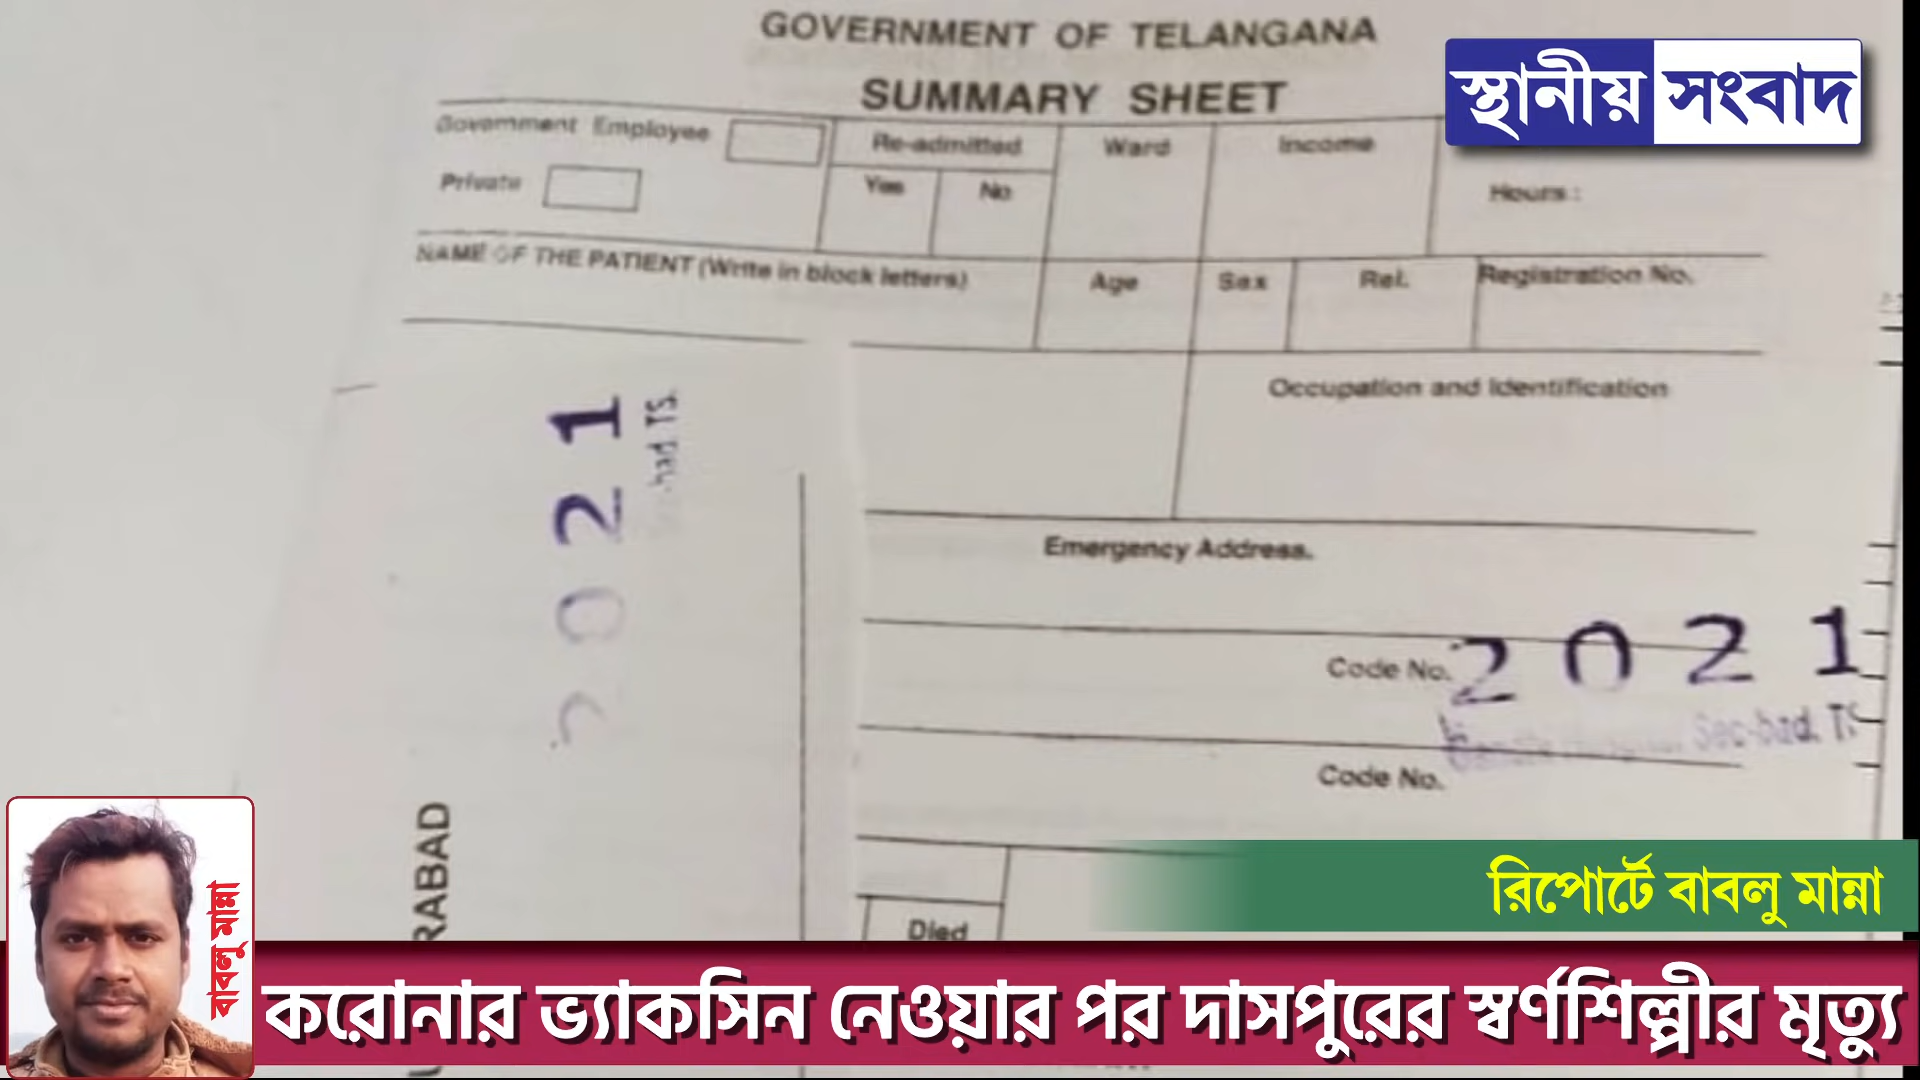 GOVERNMENT OF TELANGANA
SUMMARY SHEET
স্থানীয় সংবাদ
Government Employee
Re-admitted
Ward
Income
Private
Yes
No
Hours :
NAME OF THE PATIENT (Write in block letters)
Age
Sex
Rel.
Registration No.
Occupation and Identification
2021
Emergency Address.
Code No.
2021
Sec-bad. TS
Code No.
RABAD
Died
রিপোর্টে বাবলু মান্না
বাবলু মান্না
করোনার ভ্যাকসিন নেওয়ার পর দাসপুরের স্বর্ণশিল্পীর মৃত্যু